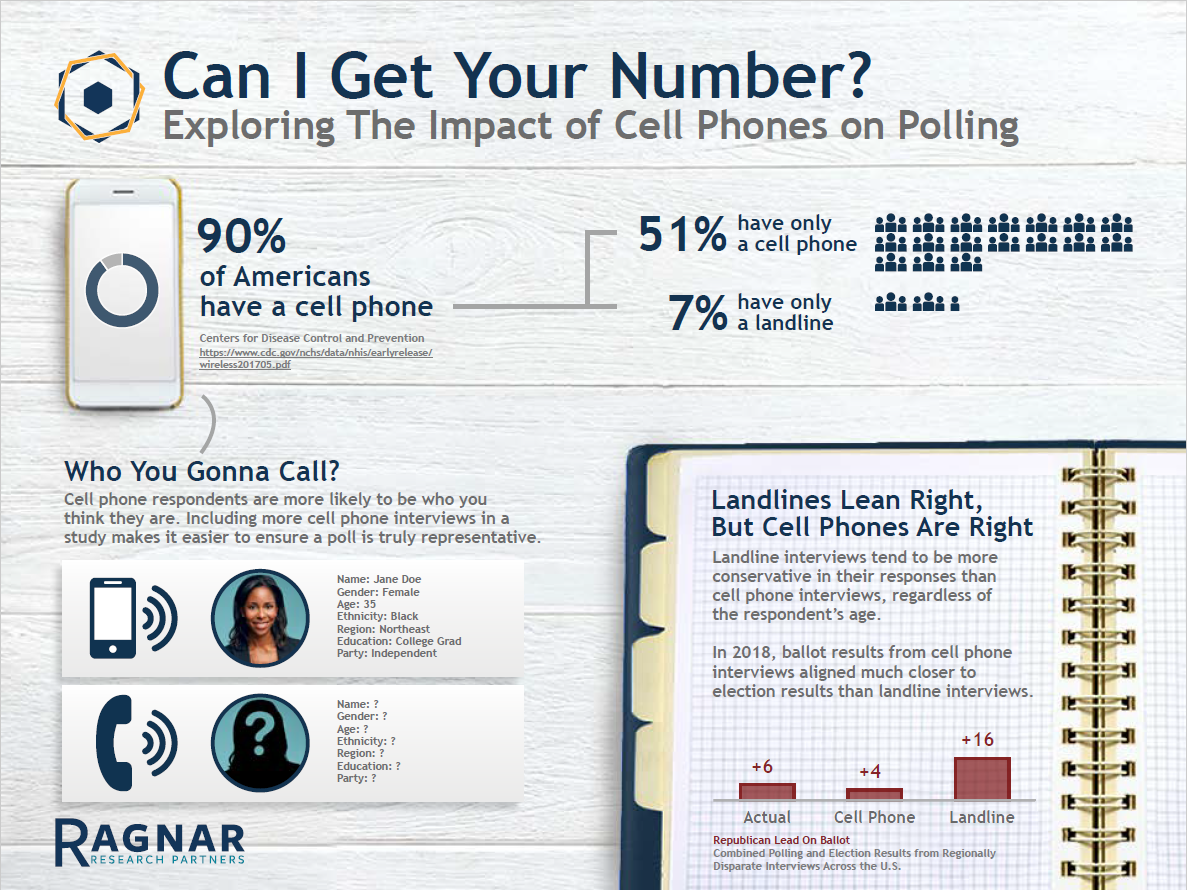 Can I Get Your Number?
Exploring The Impact of Cell Phones on Polling
90%
of Americans
have a cell phone
Centers for Disease Control and Prevention
https://www.cdc.gov/nchs/data/nhis/earlyrelease/
wireless201705.pdf
51%
have only
a cell phone
7%
have only
a landline
Who You Gonna Call?
Cell phone respondents are more likely to be who you
think they are. Including more cell phone interviews in a
study makes it easier to ensure a poll is truly representative.
Name: Jane Doe
Gender: Female
Age: 35
Ethnicity: Black
Region: Northeast
Education: College Grad
Party: Independent
?
Name: ?
Gender: ?
Age: ?
Ethnicity: ?
Region: ?
Education: ?
Party: ?
Landlines Lean Right,
But Cell Phones Are Right
Landline interviews tend to be more
conservative in their responses than
cell phone interviews, regardless of
the respondent's age.
In 2018, ballot results from cell phone
interviews aligned much closer to
election results than landline interviews.
+6
+4
+16
Actual
Cell Phone
Landline
Republican Lead On Ballot
Combined Polling and Election Results from Regionally
Disparate Interviews Across the U.S.
RAGNAR
RESEARCH PARTNERS